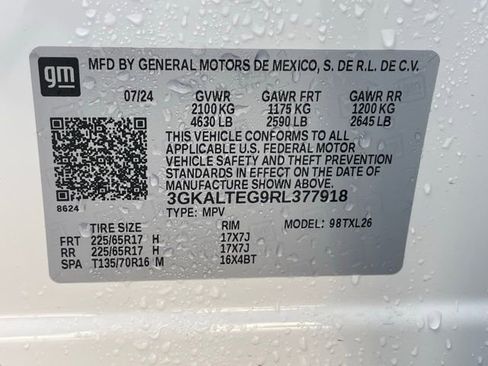 gm
MFD BY GENERAL MOTORS DE MEXICO, S. DE R.L. DE C.V.
07/24 GVWR GAWR FRT GAWR RR
2100 KG 1175 KG 1200 KG
4630 LB 2590 LB 2645 LB
THIS VEHICLE CONFORMS TO ALL
APPLICABLE U.S. FEDERAL MOTOR
VEHICLE SAFETY AND THEFT PREVENTION
STANDARDS IN EFFECT ON THE DATE OF
MANUFACTURE SHOWN ABOVE.
8624 3GKALTEG9RL377918
TYPE: MPV MODEL: 98TXL26
TIRE SIZE RIM
FRT 225/65R17 H 17X7J
RR 225/65R17 H 17X7J
SPA T135/70R16 M 16X4BT